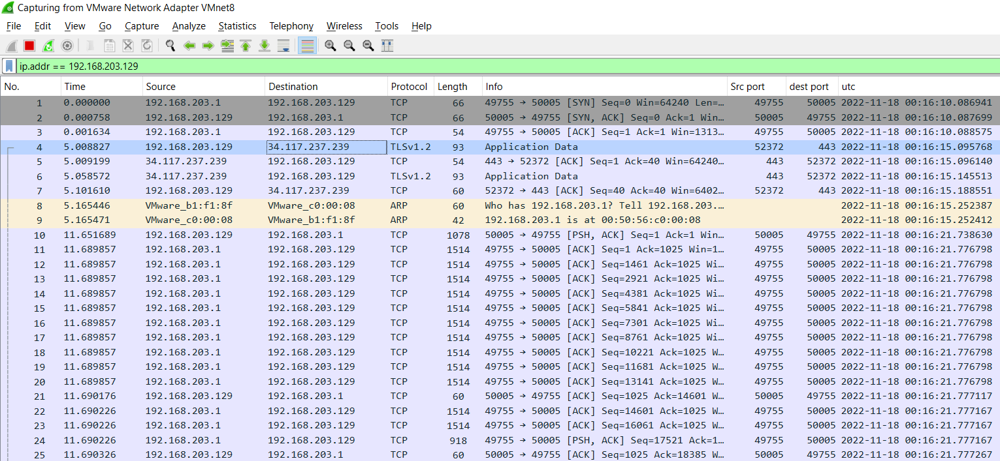 Capturing from VMware Network Adapter VMnet8
File Edit View Go Capture Analyze Statistics Telephony Wireless Tools Help
ip.addr == 192.168.203.129
No. Time Source Destination Protocol Length Info Src port dest port utc
1 0.000000 192.168.203.1 192.168.203.129 TCP 66 49755 → 50005 [SYN] Seq=0 Win=64240 Len=… 49755 50005 2022-11-18 00:16:10.086941
2 0.000758 192.168.203.129 192.168.203.1 TCP 66 50005 → 49755 [SYN, ACK] Seq=0 Ack=1 Win… 50005 49755 2022-11-18 00:16:10.087699
3 0.001634 192.168.203.1 192.168.203.129 TCP 54 49755 → 50005 [ACK] Seq=1 Ack=1 Win=1313… 49755 50005 2022-11-18 00:16:10.088575
4 5.008827 192.168.203.129 34.117.237.239 TLSv1.2 93 Application Data 52372 443 2022-11-18 00:16:15.095768
5 5.009199 34.117.237.239 192.168.203.129 TCP 54 443 → 52372 [ACK] Seq=1 Ack=40 Win=64240… 443 52372 2022-11-18 00:16:15.096140
6 5.058572 34.117.237.239 192.168.203.129 TLSv1.2 93 Application Data 443 52372 2022-11-18 00:16:15.145513
7 5.101610 192.168.203.129 34.117.237.239 TCP 60 52372 → 443 [ACK] Seq=40 Ack=40 Win=6402… 52372 443 2022-11-18 00:16:15.188551
8 5.165446 VMware_b1:f1:8f VMware_c0:00:08 ARP 60 Who has 192.168.203.1? Tell 192.168.203.… 2022-11-18 00:16:15.252387
9 5.165471 VMware_c0:00:08 VMware_b1:f1:8f ARP 42 192.168.203.1 is at 00:50:56:c0:00:08 2022-11-18 00:16:15.252412
10 11.651689 192.168.203.129 192.168.203.1 TCP 1078 50005 → 49755 [PSH, ACK] Seq=1 Ack=1 Win… 50005 49755 2022-11-18 00:16:21.738630
11 11.689857 192.168.203.1 192.168.203.129 TCP 1514 49755 → 50005 [ACK] Seq=1 Ack=1025 Win=1… 49755 50005 2022-11-18 00:16:21.776798
12 11.689857 192.168.203.1 192.168.203.129 TCP 1514 49755 → 50005 [ACK] Seq=1461 Ack=1025 Wi… 49755 50005 2022-11-18 00:16:21.776798
13 11.689857 192.168.203.1 192.168.203.129 TCP 1514 49755 → 50005 [ACK] Seq=2921 Ack=1025 Wi… 49755 50005 2022-11-18 00:16:21.776798
14 11.689857 192.168.203.1 192.168.203.129 TCP 1514 49755 → 50005 [ACK] Seq=4381 Ack=1025 Wi… 49755 50005 2022-11-18 00:16:21.776798
15 11.689857 192.168.203.1 192.168.203.129 TCP 1514 49755 → 50005 [ACK] Seq=5841 Ack=1025 Wi… 49755 50005 2022-11-18 00:16:21.776798
16 11.689857 192.168.203.1 192.168.203.129 TCP 1514 49755 → 50005 [ACK] Seq=7301 Ack=1025 Wi… 49755 50005 2022-11-18 00:16:21.776798
17 11.689857 192.168.203.1 192.168.203.129 TCP 1514 49755 → 50005 [ACK] Seq=8761 Ack=1025 Wi… 49755 50005 2022-11-18 00:16:21.776798
18 11.689857 192.168.203.1 192.168.203.129 TCP 1514 49755 → 50005 [ACK] Seq=10221 Ack=1025 W… 49755 50005 2022-11-18 00:16:21.776798
19 11.689857 192.168.203.1 192.168.203.129 TCP 1514 49755 → 50005 [ACK] Seq=11681 Ack=1025 W… 49755 50005 2022-11-18 00:16:21.776798
20 11.689857 192.168.203.1 192.168.203.129 TCP 1514 49755 → 50005 [ACK] Seq=13141 Ack=1025 W… 49755 50005 2022-11-18 00:16:21.776798
21 11.690176 192.168.203.129 192.168.203.1 TCP 60 50005 → 49755 [ACK] Seq=1025 Ack=14601 W… 50005 49755 2022-11-18 00:16:21.777117
22 11.690226 192.168.203.1 192.168.203.129 TCP 1514 49755 → 50005 [ACK] Seq=14601 Ack=1025 W… 49755 50005 2022-11-18 00:16:21.777167
23 11.690226 192.168.203.1 192.168.203.129 TCP 1514 49755 → 50005 [ACK] Seq=16061 Ack=1025 W… 49755 50005 2022-11-18 00:16:21.777167
24 11.690226 192.168.203.1 192.168.203.129 TCP 918 49755 → 50005 [PSH, ACK] Seq=17521 Ack=1… 49755 50005 2022-11-18 00:16:21.777167
25 11.690326 192.168.203.129 192.168.203.1 TCP 60 50005 → 49755 [ACK] Seq=1025 Ack=18385 W… 50005 49755 2022-11-18 00:16:21.777267